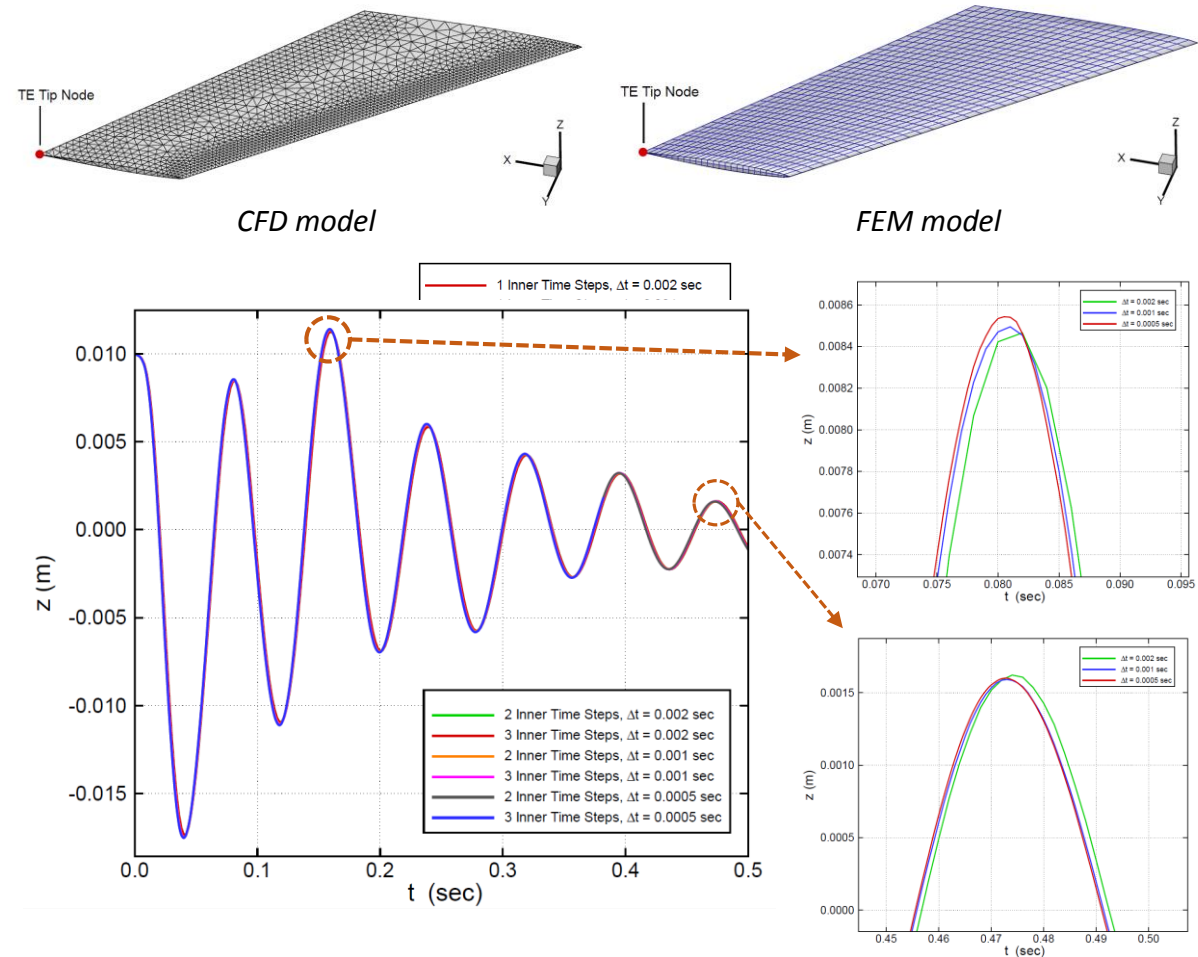 TE Tip Node
X
Y
Z
CFD model
TE Tip Node
X
Y
Z
FEM model
1 Inner Time Steps, Δt = 0.002 sec
0.010
0.005
0.000
-0.005
-0.010
-0.015
z (m)
0.0 0.1 0.2 0.3 0.4 0.5
t (sec)
2 Inner Time Steps, Δt = 0.002 sec
3 Inner Time Steps, Δt = 0.002 sec
2 Inner Time Steps, Δt = 0.001 sec
3 Inner Time Steps, Δt = 0.001 sec
2 Inner Time Steps, Δt = 0.0005 sec
3 Inner Time Steps, Δt = 0.0005 sec
Δt = 0.002 sec
Δt = 0.001 sec
Δt = 0.0005 sec
0.0086
0.0084
0.0082
0.0080
0.0078
0.0076
0.0074
z (m)
0.070 0.075 0.080 0.085 0.090 0.095
t (sec)
Δt = 0.002 sec
Δt = 0.001 sec
Δt = 0.0005 sec
0.0015
0.0010
0.0005
0.0000
z (m)
0.45 0.46 0.47 0.48 0.49 0.50
t (sec)